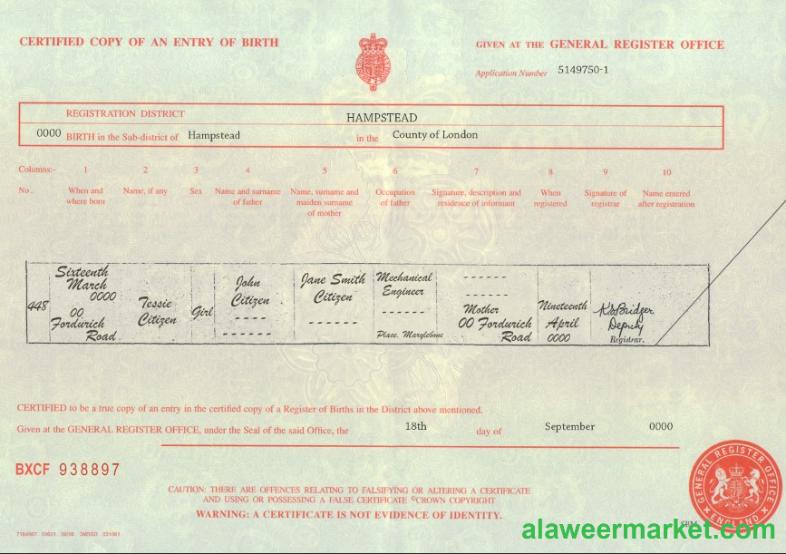 CERTIFIED COPY OF AN ENTRY OF BIRTH
GIVEN AT THE GENERAL REGISTER OFFICE
Application Number 5149750-1
REGISTRATION DISTRICT HAMPSTEAD
0000 BIRTH in the Sub-district of Hampstead in the County of London
Columns:- 1 2 3 4 5 6 7 8 9 10
No. When and where born Name, if any Sex Name and surname of father Name, surname and maiden surname of mother Occupation of father Signature, description and residence of informant When registered Signature of registrar Name entered after registration
448
Sixteenth
March
0000
00
Fordurich
Road
Tessie
Citizen
Girl
John
Citizen
----
------
Jane Smith
Citizen
------
Mechanical
Engineer
------
Place. Marylebone
------
------
Mother
00 Fordurich
Road
Nineteenth
April
0000
Deputy
Registrar.
CERTIFIED to be a true copy of an entry in the certified copy of a Register of Births in the District above mentioned.
Given at the GENERAL REGISTER OFFICE, under the Seal of the said Office, the 18th day of September 0000
BXCF 938897
CAUTION: THERE ARE OFFENCES RELATING TO FALSIFYING OR ALTERING A CERTIFICATE
AND USING OR POSSESSING A FALSE CERTIFICATE ©CROWN COPYRIGHT
WARNING: A CERTIFICATE IS NOT EVIDENCE OF IDENTITY.
GENERAL REGISTER OFFICE
ENGLAND
alaweermarket.com